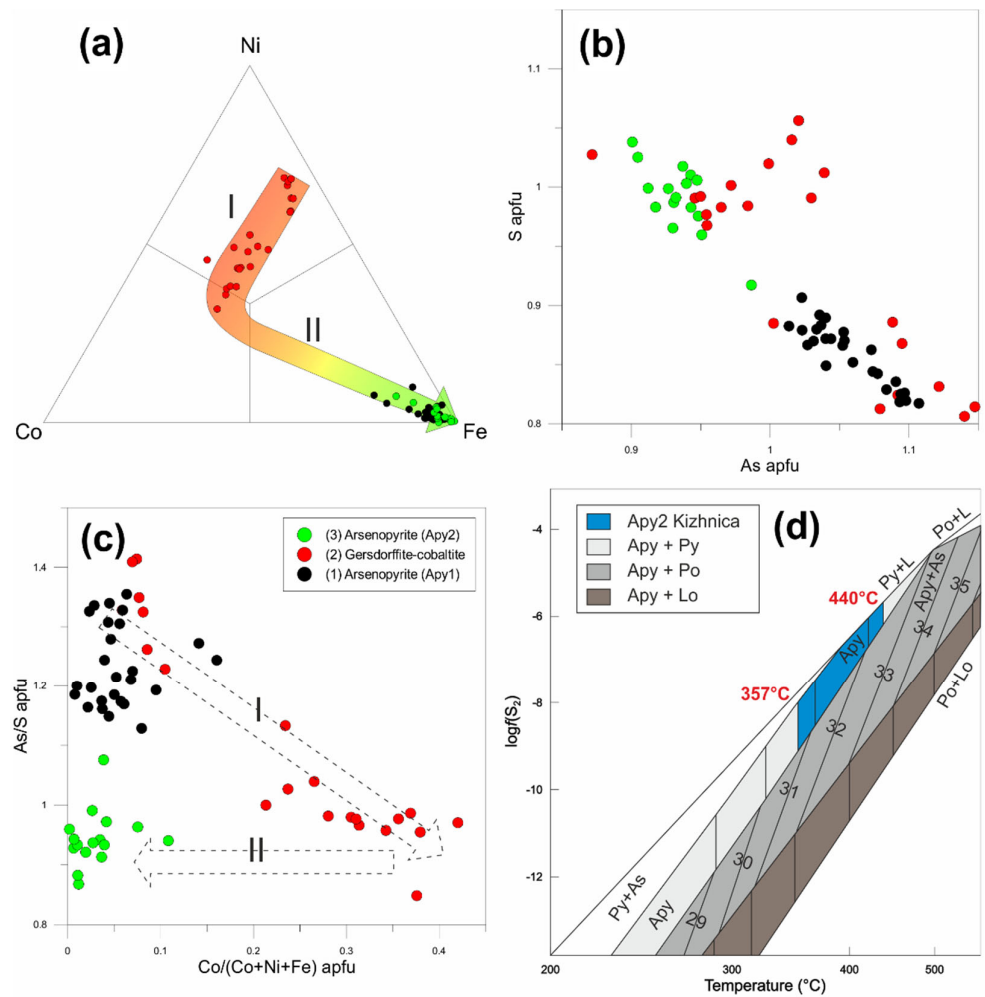 (a)
Ni
I
II
Co
Fe
(b)
S apfu
1.1
1
0.9
0.8
0.9
1
1.1
As apfu
(c)
(3) Arsenopyrite (Apy2)
(2) Gersdorffite-cobaltite
(1) Arsenopyrite (Apy1)
As/S apfu
1.4
1.2
1
0.8
I
II
0
0.1
0.2
0.3
0.4
Co/(Co+Ni+Fe) apfu
(d)
Apy2 Kizhnica
Apy + Py
Apy + Po
Apy + Lo
logf(S2)
-4
-6
-8
-10
-12
Po+L
Py+L
Apy+As
35
440°C
34
Apy
33
357°C
Po+Lo
32
31
30
Py+As
Apy
29
200
300
400
500
Temperature (°C)